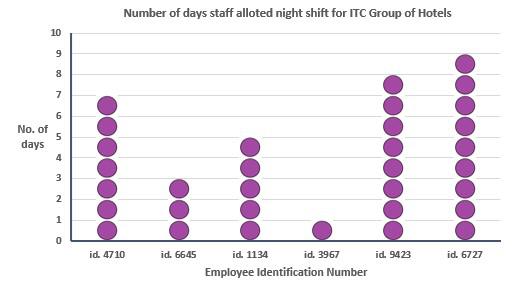 Number of days staff alloted night shift for ITC Group of Hotels
10
9
8
7
6
5
4
3
2
1
0
No. of
days
id. 4710 id. 6645 id. 1134 id. 3967 id. 9423 id. 6727
Employee Identification Number